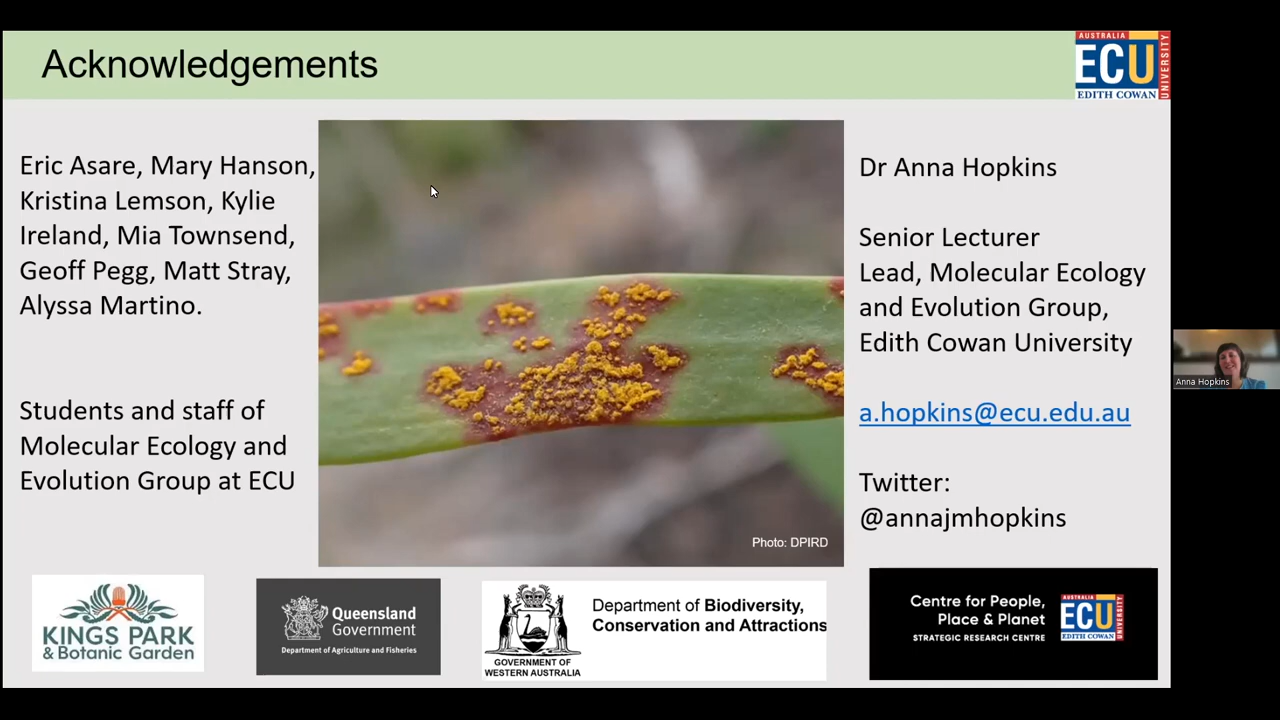 Acknowledgements
AUSTRALIA
ECU
UNIVERSITY
EDITH COWAN
Eric Asare, Mary Hanson,
Kristina Lemson, Kylie
Ireland, Mia Townsend,
Geoff Pegg, Matt Stray,
Alyssa Martino.
Students and staff of
Molecular Ecology and
Evolution Group at ECU
Photo: DPIRD
Dr Anna Hopkins
Senior Lecturer
Lead, Molecular Ecology
and Evolution Group,
Edith Cowan University
a.hopkins@ecu.edu.au
Twitter:
@annajmhopkins
Anna Hopkins
KINGS PARK
& Botanic Garden
Queensland
Government
Department of Agriculture and Fisheries
GOVERNMENT OF
WESTERN AUSTRALIA
Department of Biodiversity,
Conservation and Attractions
Centre for People,
Place & Planet
STRATEGIC RESEARCH CENTRE
AUSTRALIA
ECU
UNIVERSITY
EDITH COWAN